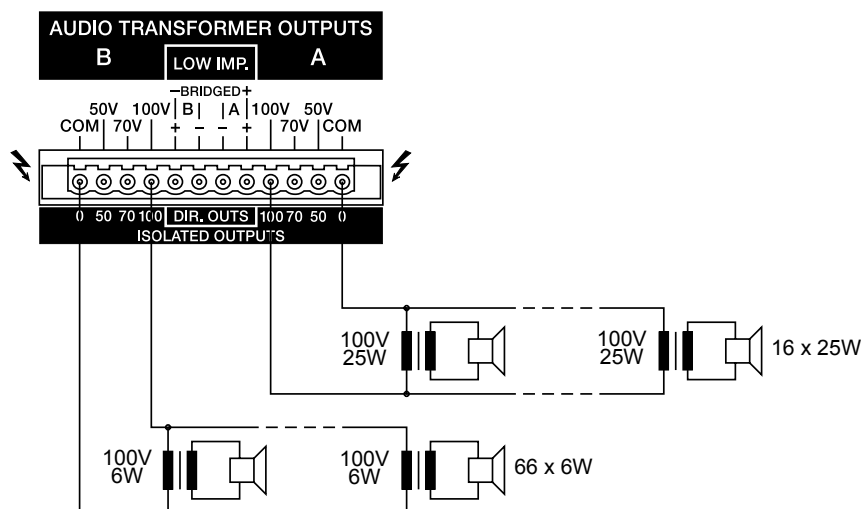 AUDIO TRANSFORMER OUTPUTS
B LOW IMP. A
−BRIDGED+
50V 100V B A 100V 50V
COM 70V + − − + 70V COM
0 50 70 100 DIR. OUTS 100 70 50 0
ISOLATED OUTPUTS
100V
25W
100V
25W
16 x 25W
100V
6W
100V
6W
66 x 6W